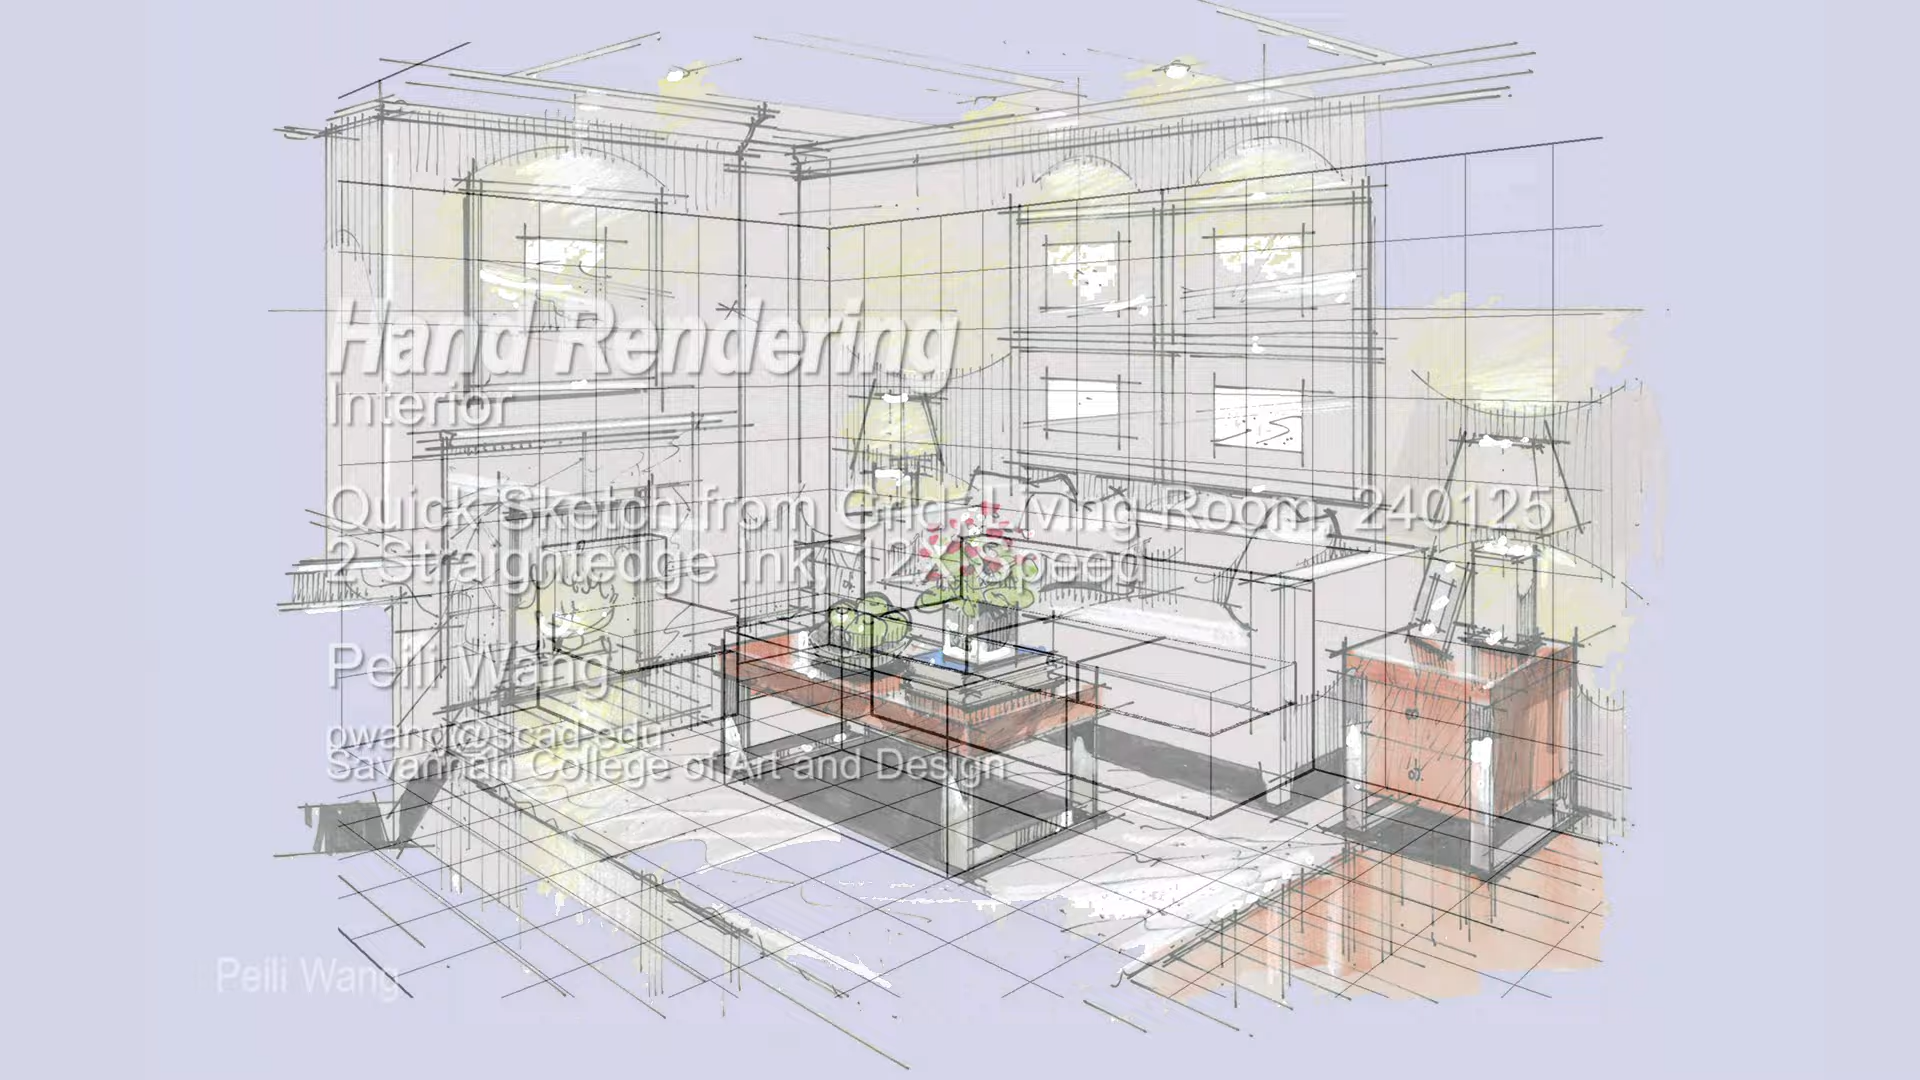 Hand Rendering
Interior
Quick Sketch from Grid, Living Room, 240125
2 Straightedge Ink, 12X Speed
Peili Wang
pwang@scad.edu
Savannah College of Art and Design
Peili Wang